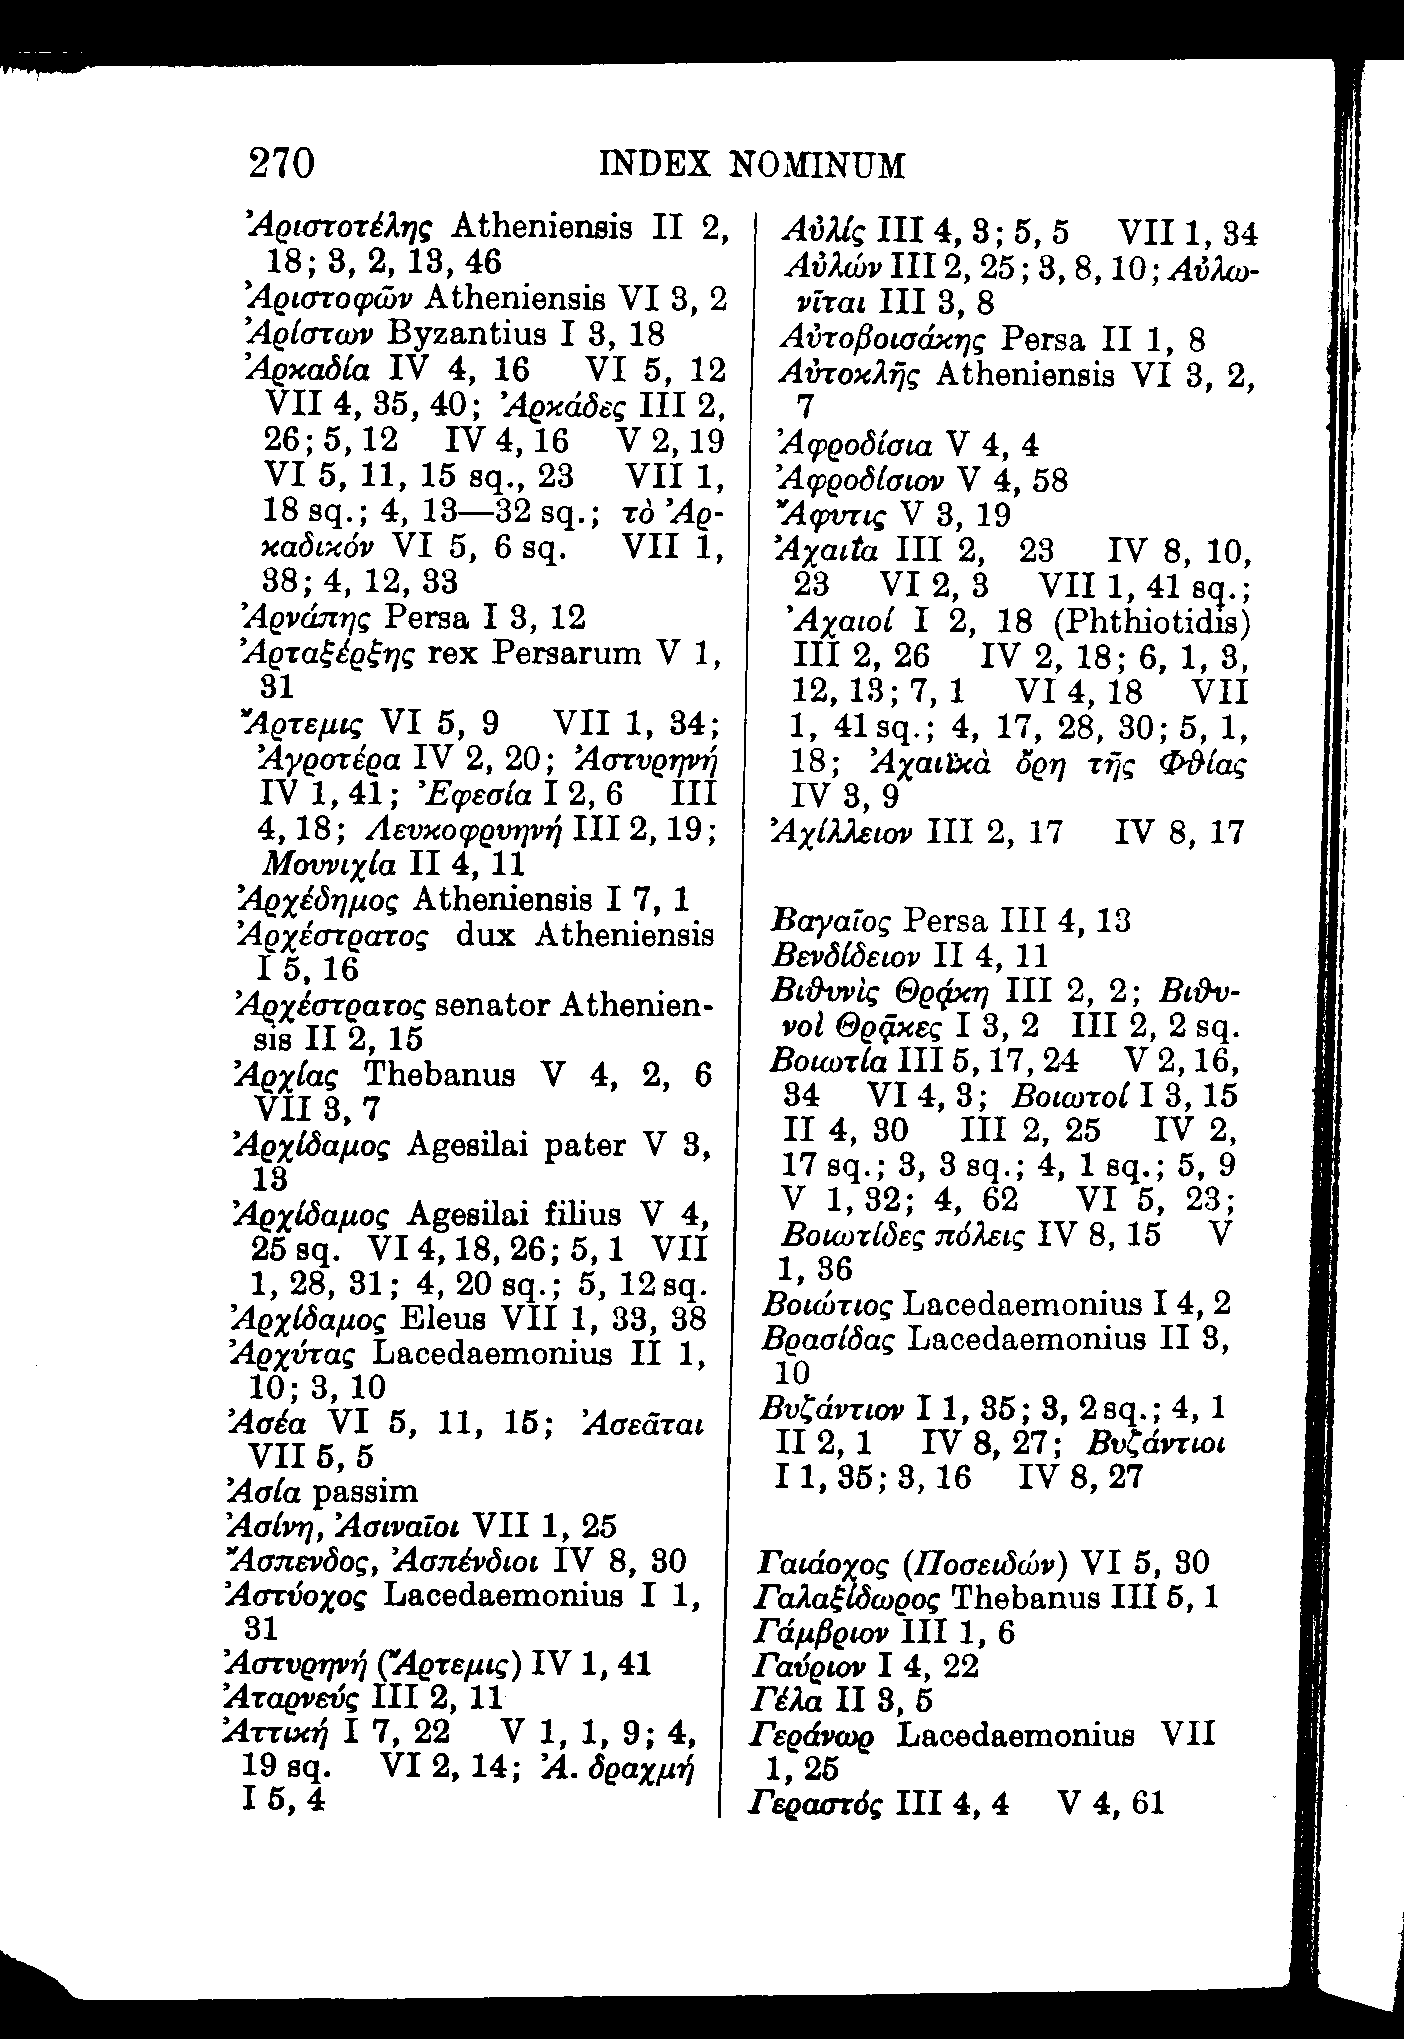 270 INDEX NOMINUM
Ἀριστοτέλης Atheniensis II 2,
18; 3, 2, 13, 46
Ἀριστοφῶν Atheniensis VI 3, 2
Ἀρίστων Byzantius I 3, 18
Ἀρκαδία IV 4, 16 VI 5, 12
VII 4, 35, 40; Ἀρκάδες III 2,
26; 5, 12 IV 4, 16 V 2, 19
VI 5, 11, 15 sq., 23 VII 1,
18 sq.; 4, 13—32 sq.; τὸ Ἀρ-
καδικόν VI 5, 6 sq. VII 1,
38; 4, 12, 33
Ἀρνάπης Persa I 3, 12
Ἀρταξέρξης rex Persarum V 1,
31
Ἄρτεμις VI 5, 9 VII 1, 34;
Ἀγροτέρα IV 2, 20; Ἀστυρηνή
IV 1, 41; Ἐφεσία I 2, 6 III
4, 18; Λευκοφρυηνή III 2, 19;
Μουνιχία II 4, 11
Ἀρχέδημος Atheniensis I 7, 1
Ἀρχέστρατος dux Atheniensis
I 5, 16
Ἀρχέστρατος senator Athenien-
sis II 2, 15
Ἀρχίας Thebanus V 4, 2, 6
VII 3, 7
Ἀρχίδαμος Agesilai pater V 3,
13
Ἀρχίδαμος Agesilai filius V 4,
25 sq. VI 4, 18, 26; 5, 1 VII
1, 28, 31; 4, 20 sq.; 5, 12 sq.
Ἀρχίδαμος Eleus VII 1, 33, 38
Ἀρχύτας Lacedaemonius II 1,
10; 3, 10
Ἀσέα VI 5, 11, 15; Ἀσεᾶται
VII 5, 5
Ἀσία passim
Ἀσίνη, Ἀσιναῖοι VII 1, 25
Ἄσπενδος, Ἀσπένδιοι IV 8, 30
Ἀστύοχος Lacedaemonius I 1,
31
Ἀστυρηνή (Ἄρτεμις) IV 1, 41
Ἀταρνεύς III 2, 11
Ἀττική I 7, 22 V 1, 1, 9; 4,
19 sq. VI 2, 14; Ἀ. δραχμή
I 5, 4
Αὐλίς III 4, 3; 5, 5 VII 1, 34
Αὐλών III 2, 25; 3, 8, 10; Αὐλω-
νῖται III 3, 8
Αὐτοβοισάκης Persa II 1, 8
Αὐτοκλῆς Atheniensis VI 3, 2,
7
Ἀφροδίσια V 4, 4
Ἀφροδίσιον V 4, 58
Ἄφυτις V 3, 19
Ἀχαΐα III 2, 23 IV 8, 10,
23 VI 2, 3 VII 1, 41 sq.;
Ἀχαιοί I 2, 18 (Phthiotidis)
III 2, 26 IV 2, 18; 6, 1, 3,
12, 13; 7, 1 VI 4, 18 VII
1, 41 sq.; 4, 17, 28, 30; 5, 1,
18; Ἀχαιϊκὰ ὄρη τῆς Φθίας
IV 3, 9
Ἀχίλλειον III 2, 17 IV 8, 17
Βαγαῖος Persa III 4, 13
Βενδίδειον II 4, 11
Βιθυνὶς Θρᾴκη III 2, 2; Βιθυ-
νοὶ Θρᾷκες I 3, 2 III 2, 2 sq.
Βοιωτία III 5, 17, 24 V 2, 16,
34 VI 4, 3; Βοιωτοί I 3, 15
II 4, 30 III 2, 25 IV 2,
17 sq.; 3, 3 sq.; 4, 1 sq.; 5, 9
V 1, 32; 4, 62 VI 5, 23;
Βοιωτίδες πόλεις IV 8, 15 V
1, 36
Βοιώτιος Lacedaemonius I 4, 2
Βρασίδας Lacedaemonius II 3,
10
Βυζάντιον I 1, 35; 3, 2 sq.; 4, 1
II 2, 1 IV 8, 27; Βυζάντιοι
I 1, 35; 3, 16 IV 8, 27
Γαιάοχος (Ποσειδών) VI 5, 30
Γαλαξίδωρος Thebanus III 5, 1
Γάμβριον III 1, 6
Γαύριον I 4, 22
Γέλα II 3, 5
Γεράνωρ Lacedaemonius VII
1, 25
Γεραστός III 4, 4 V 4, 61